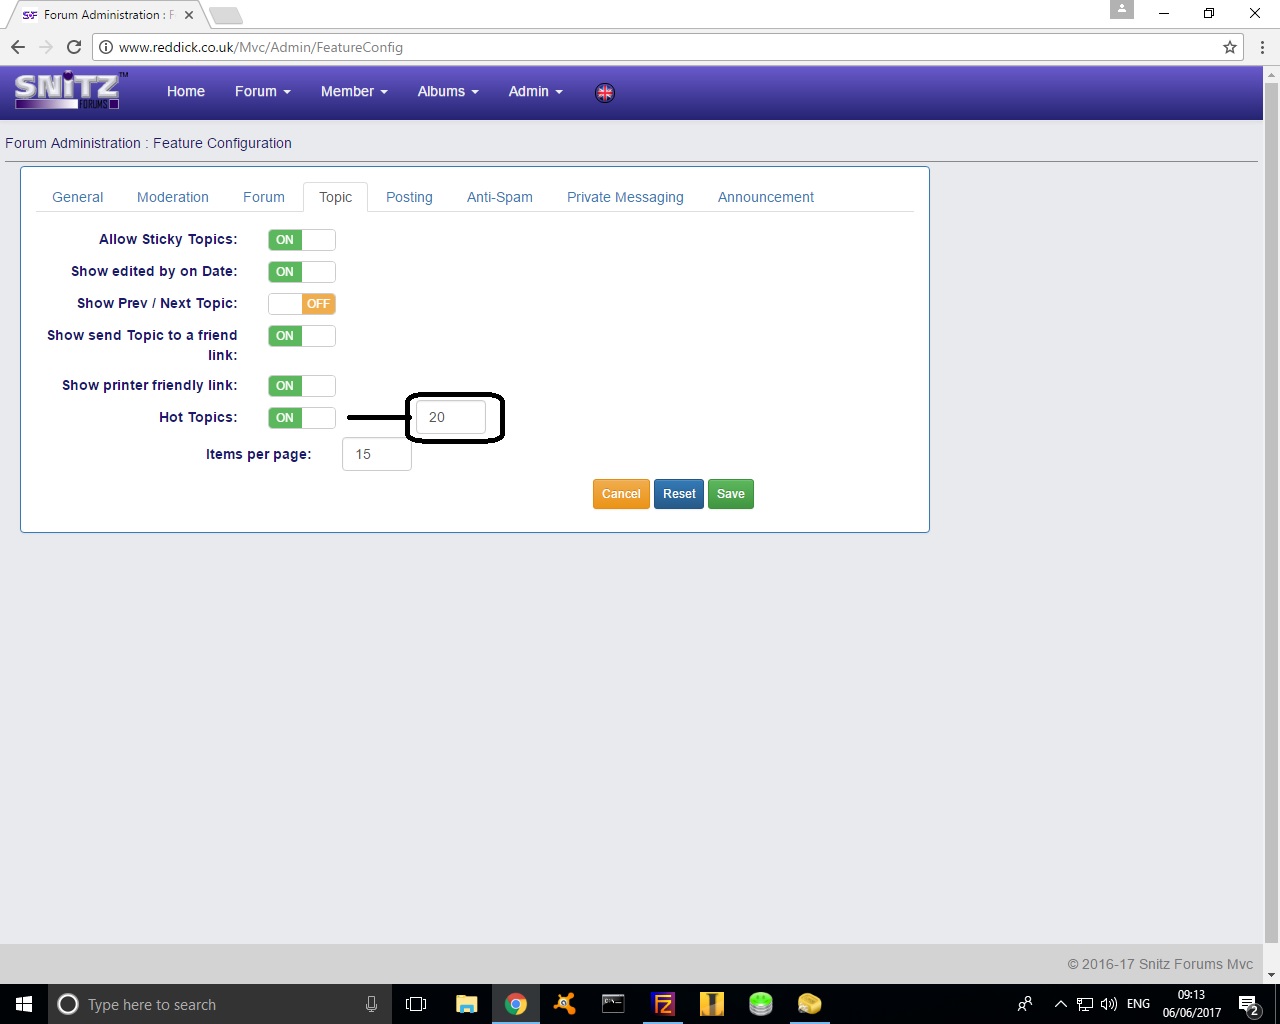 Forum Administration : F
www.reddick.co.uk/Mvc/Admin/FeatureConfig
SNITZ™
FORUMS
Home Forum Member Albums Admin
Forum Administration : Feature Configuration
General Moderation Forum Topic Posting Anti-Spam Private Messaging Announcement
Allow Sticky Topics: ON
Show edited by on Date: ON
Show Prev / Next Topic: OFF
Show send Topic to a friend
link: ON
Show printer friendly link: ON
Hot Topics: ON 20
Items per page: 15
Cancel Reset Save
© 2016-17 Snitz Forums Mvc
Type here to search
ENG
09:13
06/06/2017
2